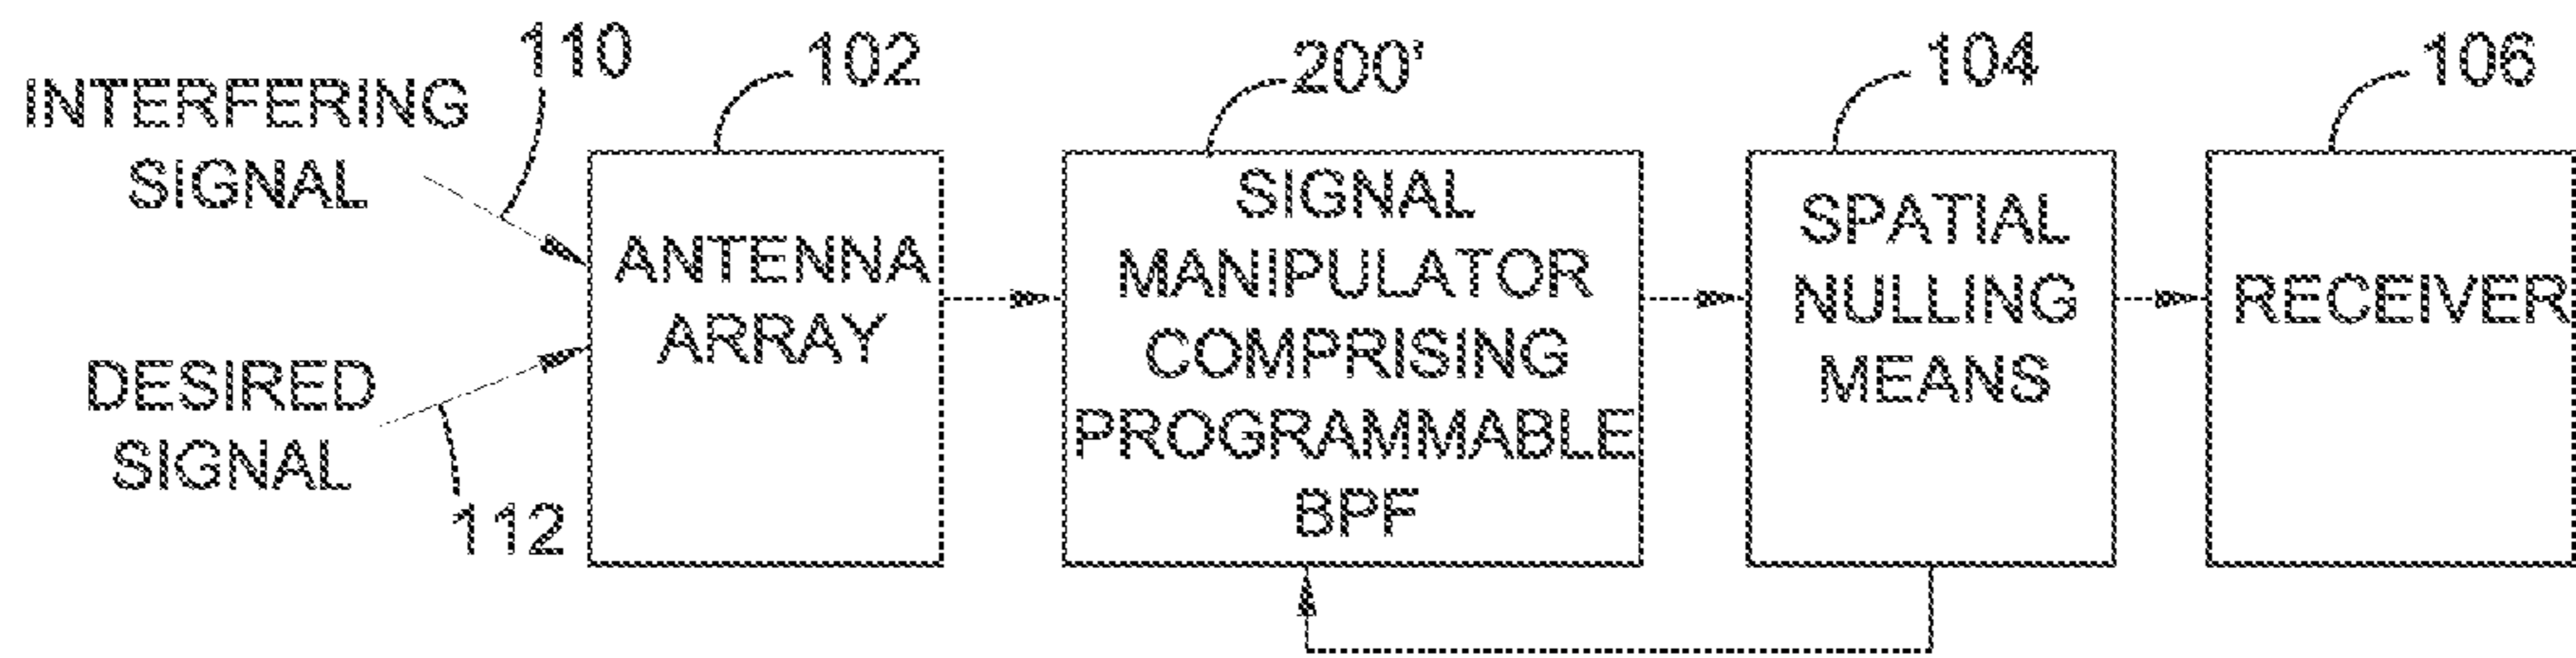 110
102
200'
104
106
INTERFERING
SIGNAL
DESIRED
SIGNAL
112
ANTENNA
ARRAY
SIGNAL
MANIPULATOR
COMPRISING
PROGRAMMABLE
BPF
SPATIAL
NULLING
MEANS
RECEIVER